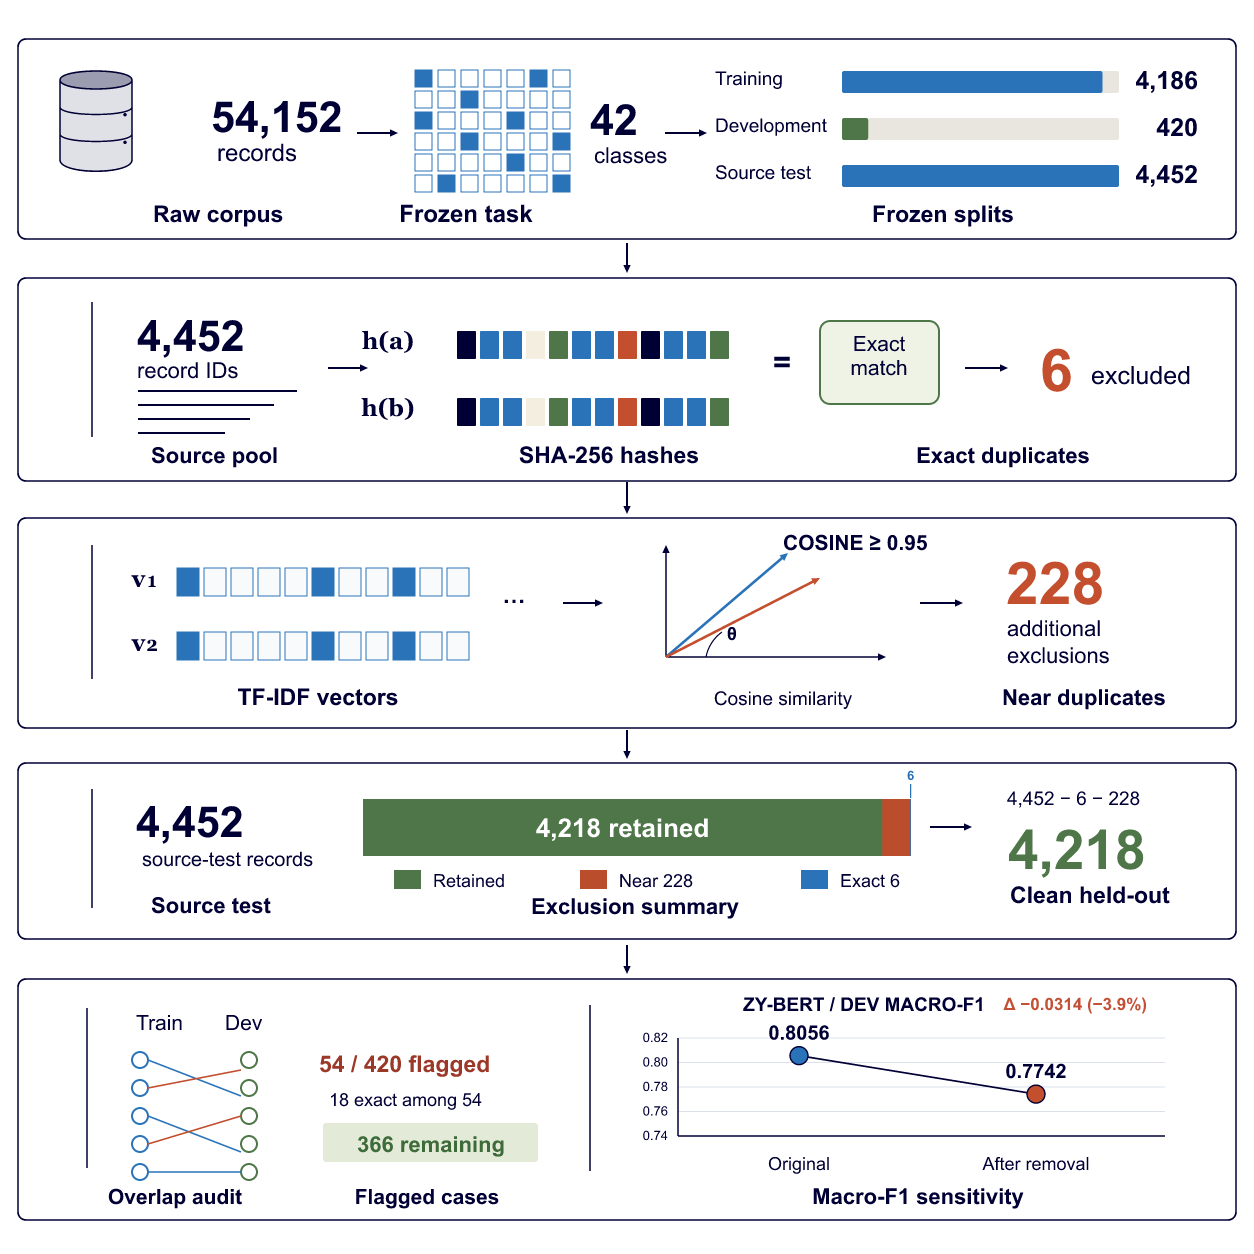 54,152
records
Raw corpus
Frozen task
42
classes
Training
4,186
Development
420
Source test
4,452
Frozen splits
4,452
record IDs
Source pool
h(a)
h(b)
SHA-256 hashes
=
Exact
match
6 excluded
Exact duplicates
v1
v2
...
TF-IDF vectors
COSINE ≥ 0.95
θ
Cosine similarity
228
additional
exclusions
Near duplicates
4,452
source-test records
Source test
6
4,218 retained
Retained
Near 228
Exact 6
Exclusion summary
4,452 − 6 − 228
4,218
Clean held-out
Train
Dev
Overlap audit
54 / 420 flagged
18 exact among 54
366 remaining
Flagged cases
ZY-BERT / DEV MACRO-F1
Δ −0.0314 (−3.9%)
0.82
0.80
0.78
0.76
0.74
0.8056
0.7742
Original
After removal
Macro-F1 sensitivity